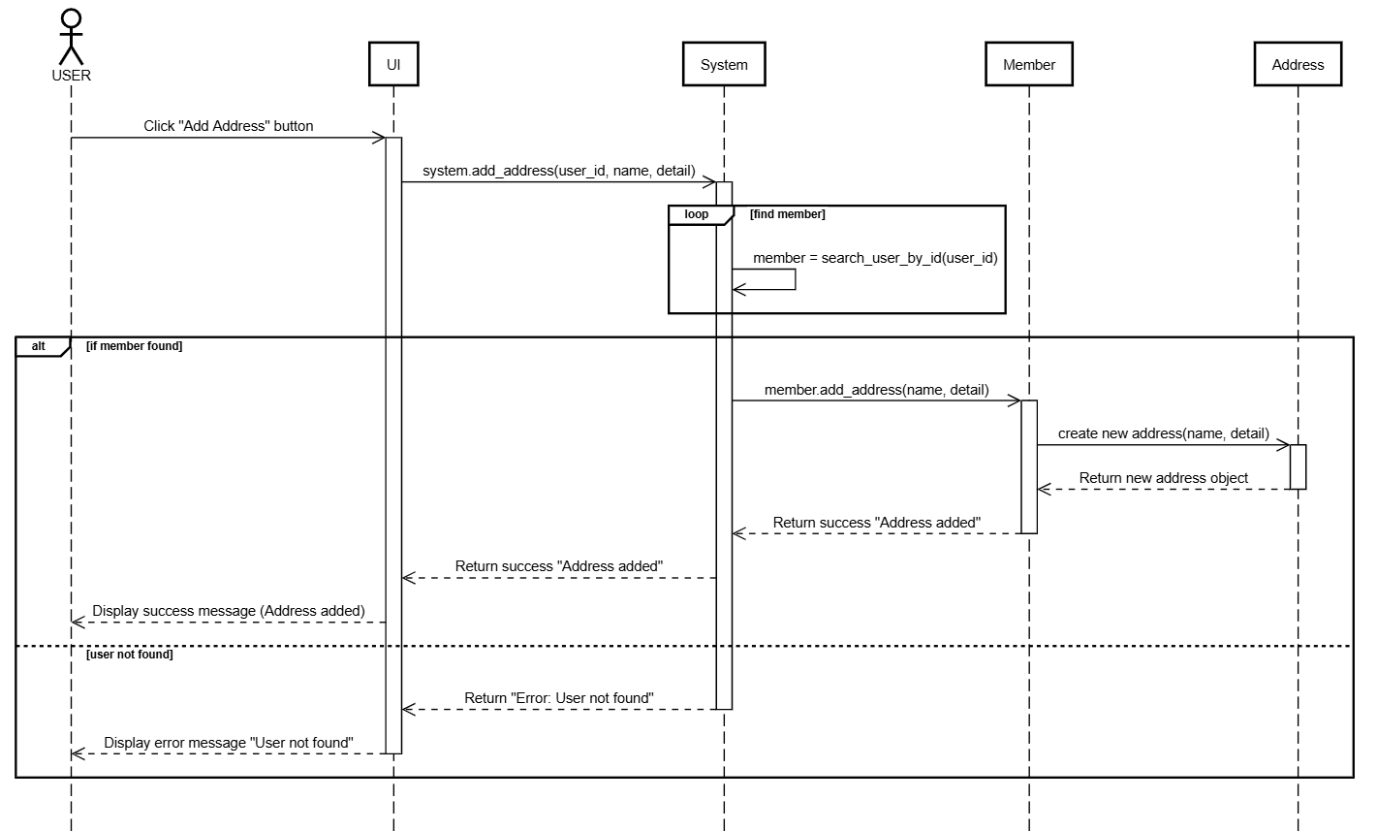 USER
UI
System
Member
Address
Click "Add Address" button
system.add_address(user_id, name, detail)
loop
[find member]
member = search_user_by_id(user_id)
alt
[if member found]
member.add_address(name, detail)
create new address(name, detail)
Return new address object
Return success "Address added"
Return success "Address added"
Display success message (Address added)
[user not found]
Return "Error: User not found"
Display error message "User not found"